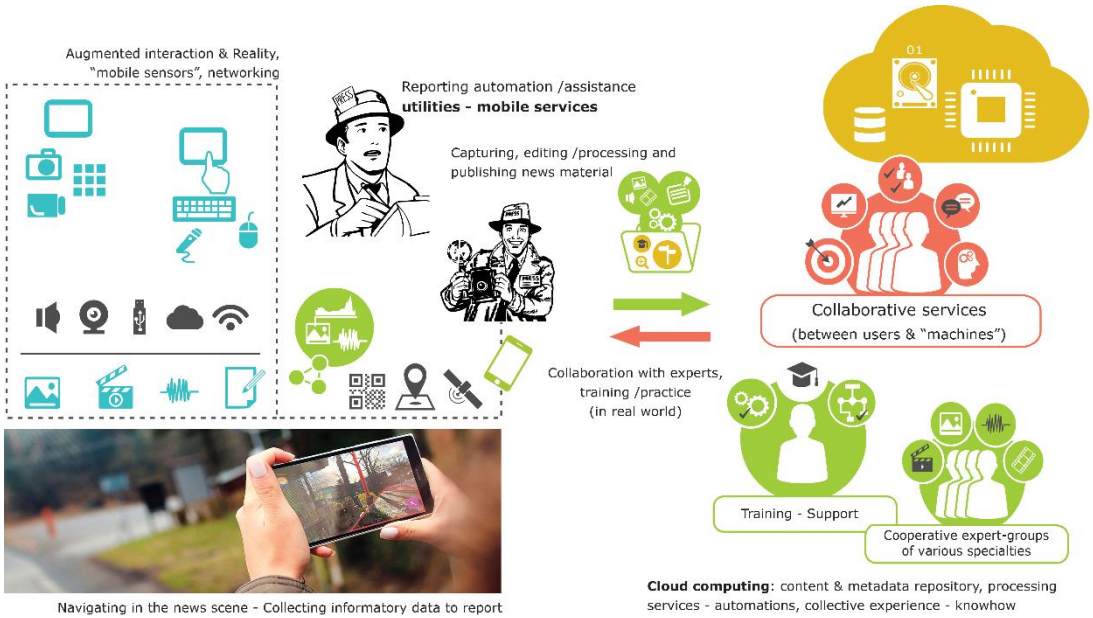 Augmented interaction & Reality,
“mobile sensors”, networking
Reporting automation /assistance
utilities - mobile services
PRESS
Capturing, editing /processing and
publishing news material
PRESS
PRESS
01
Collaborative services
(between users & “machines”)
Collaboration with experts,
training /practice
(in real world)
Training - Support
Cooperative expert-groups
of various specialties
Cloud computing: content & metadata repository, processing
services - automations, collective experience - knowhow
Navigating in the news scene - Collecting informatory data to report